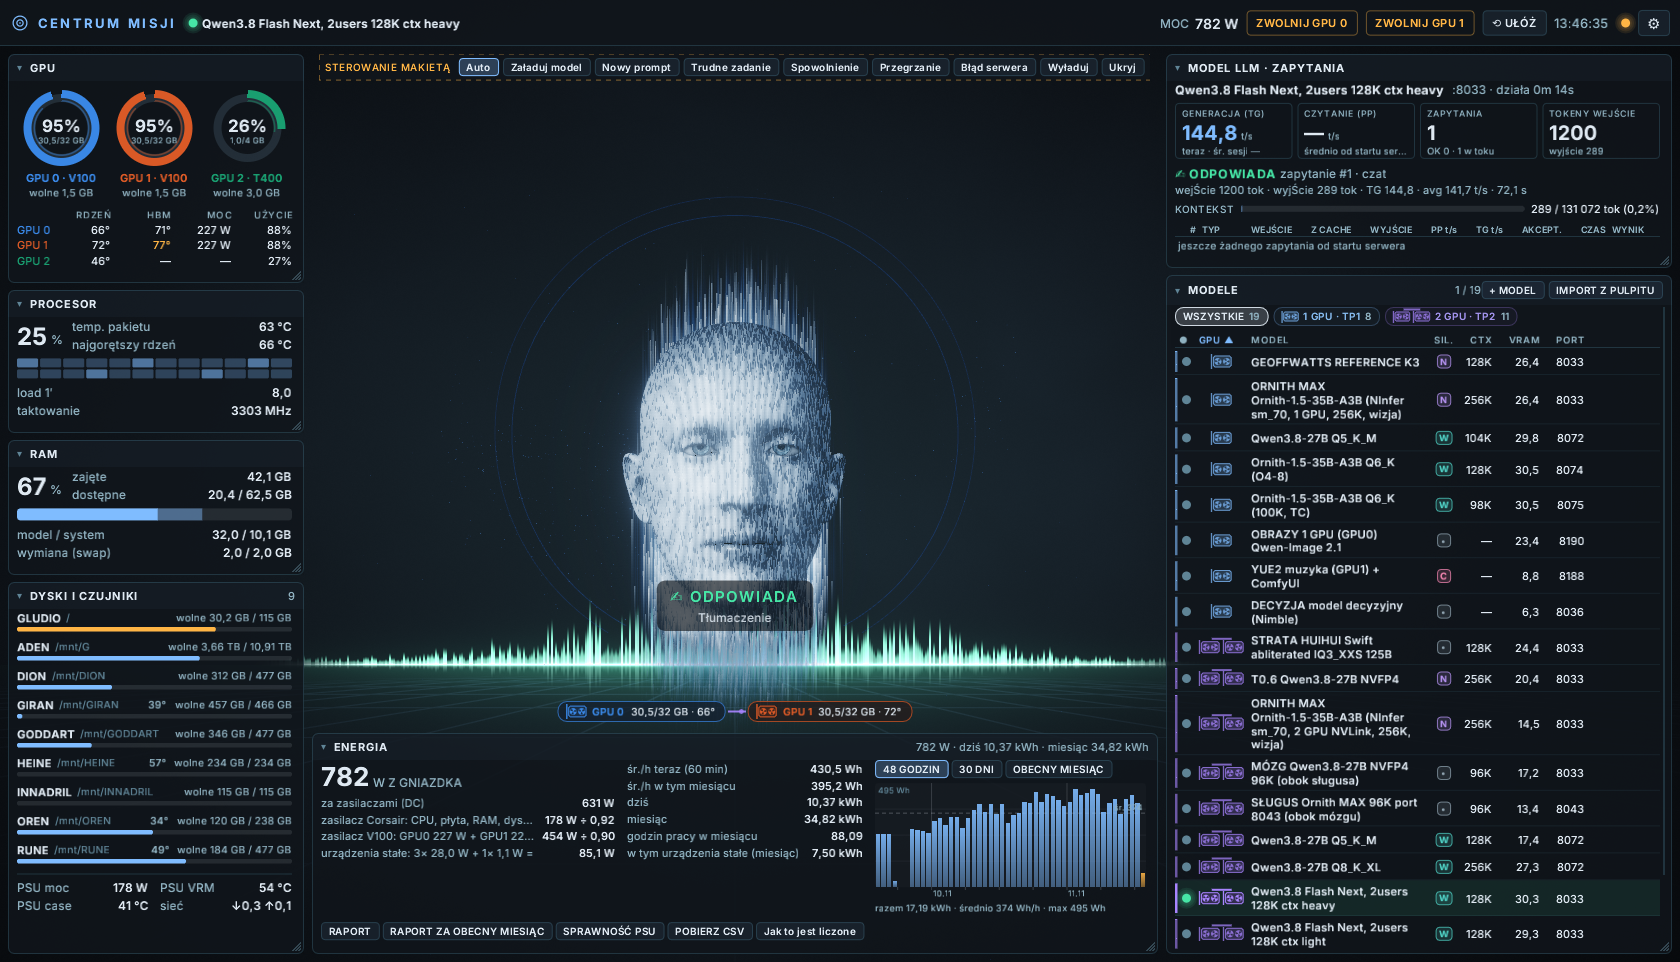 CENTRUM MISJI Qwen3.8 Flash Next, 2users 128K ctx heavy
MOC 782 W ZWOLNIJ GPU 0 ZWOLNIJ GPU 1 ⟲ UŁÓŻ 13:46:35
GPU
95% 30,5/32 GB
95% 30,5/32 GB
26% 1,0/4 GB
GPU 0 · V100 GPU 1 · V100 GPU 2 · T400
wolne 1,5 GB wolne 1,5 GB wolne 3,0 GB
RDZEŃ HBM MOC UŻYCIE
GPU 0 66° 71° 227 W 88%
GPU 1 72° 77° 227 W 88%
GPU 2 46° — — 27%
PROCESOR
25 %
temp. pakietu 63 °C
najgorętszy rdzeń 66 °C
load 1' 8,0
taktowanie 3303 MHz
RAM
67 %
zajęte 42,1 GB
dostępne 20,4 / 62,5 GB
model / system 32,0 / 10,1 GB
wymiana (swap) 2,0 / 2,0 GB
DYSKI I CZUJNIKI 9
GLUDIO / wolne 30,2 GB / 115 GB
ADEN /mnt/G wolne 3,66 TB / 10,91 TB
DION /mnt/DION wolne 312 GB / 477 GB
GIRAN /mnt/GIRAN 39° wolne 457 GB / 466 GB
GODDART /mnt/GODDART wolne 346 GB / 477 GB
HEINE /mnt/HEINE 57° wolne 234 GB / 234 GB
INNADRIL /mnt/INNADRIL wolne 115 GB / 115 GB
OREN /mnt/OREN 34° wolne 120 GB / 238 GB
RUNE /mnt/RUNE 49° wolne 184 GB / 477 GB
PSU moc 178 W PSU VRM 54 °C
PSU case 41 °C sieć ↓0,3 ↑0,1
STEROWANIE MAKIETĄ Auto Załaduj model Nowy prompt Trudne zadanie Spowolnienie Przegrzanie Błąd serwera Wyładuj Ukryj
ODPOWIADA
Tłumaczenie
GPU 0 30,5/32 GB · 66° GPU 1 30,5/32 GB · 72°
ENERGIA 782 W · dziś 10,37 kWh · miesiąc 34,82 kWh
782 W Z GNIAZDKA
za zasilaczami (DC) 631 W
zasilacz Corsair: CPU, płyta, RAM, dys... 178 W ÷ 0,92
zasilacz V100: GPU0 227 W + GPU1 22... 454 W ÷ 0,90
urządzenia stałe: 3× 28,0 W + 1× 1,1 W = 85,1 W
śr./h teraz (60 min) 430,5 Wh
śr./h w tym miesiącu 395,2 Wh
dziś 10,37 kWh
miesiąc 34,82 kWh
godzin pracy w miesiącu 88,09
w tym urządzenia stałe (miesiąc) 7,50 kWh
48 GODZIN 30 DNI OBECNY MIESIĄC
495 Wh
10.11 11.11
razem 17,19 kWh · średnio 374 Wh/h · max 495 Wh
RAPORT RAPORT ZA OBECNY MIESIĄC SPRAWNOŚĆ PSU POBIERZ CSV Jak to jest liczone
MODEL LLM · ZAPYTANIA
Qwen3.8 Flash Next, 2users 128K ctx heavy :8033 · działa 0m 14s
GENERACJA (TG) CZYTANIE (PP) ZAPYTANIA TOKENY WEJŚCIE
144,8 t/s — t/s 1 1200
teraz · śr. sesji — średnio od startu ser... OK 0 · 1 w toku wyjście 289
ODPOWIADA zapytanie #1 · czat
wejŚcie 1200 tok · wyjŚcie 289 tok · TG 144,8 · avg 141,7 t/s · 72,1 s
KONTEKST 289 / 131 072 tok (0,2%)
# TYP WEJŚCIE Z CACHE WYJŚCIE PP t/s TG t/s AKCEPT. CZAS WYNIK
jeszcze żadnego zapytania od startu serwera
MODELE 1 / 19 + MODEL IMPORT Z PULPITU
WSZYSTKIE 19 1 GPU · TP1 8 2 GPU · TP2 11
GPU ▲ MODEL SIL. CTX VRAM PORT
GEOFFWATTS REFERENCE K3 N 128K 26,4 8033
ORNITH MAX
Ornith-1.5-35B-A3B (NInfer N 256K 26,4 8033
sm_70, 1 GPU, 256K, wizja)
Qwen3.8-27B Q5_K_M W 104K 29,8 8072
Ornith-1.5-35B-A3B Q6_K W 128K 30,5 8074
(O4-8)
Ornith-1.5-35B-A3B Q6_K W 98K 30,5 8075
(100K, TC)
OBRAZY 1 GPU (GPU0) — 23,4 8190
Qwen-Image 2.1
YUE2 muzyka (GPU1) + C — 8,8 8188
ComfyUI
DECYZJA model decyzyjny — 6,3 8036
(Nimble)
STRATA HUIHUI Swift 128K 24,4 8033
abliterated IQ3_XXS 125B
T0.6 Qwen3.8-27B NVFP4 N 256K 20,4 8033
ORNITH MAX
Ornith-1.5-35B-A3B (NInfer N 256K 14,5 8033
sm_70, 2 GPU NVLink, 256K,
wizja)
MÓZG Qwen3.8-27B NVFP4 96K 17,2 8033
96K (obok sługusa)
SŁUGUS Ornith MAX 96K port 96K 13,4 8043
8043 (obok mózgu)
Qwen3.8-27B Q5_K_M W 128K 17,4 8072
Qwen3.8-27B Q8_K_XL W 256K 27,3 8072
Qwen3.8 Flash Next, 2users W 128K 30,3 8033
128K ctx heavy
Qwen3.8 Flash Next, 2users W 128K 29,3 8033
128K ctx light